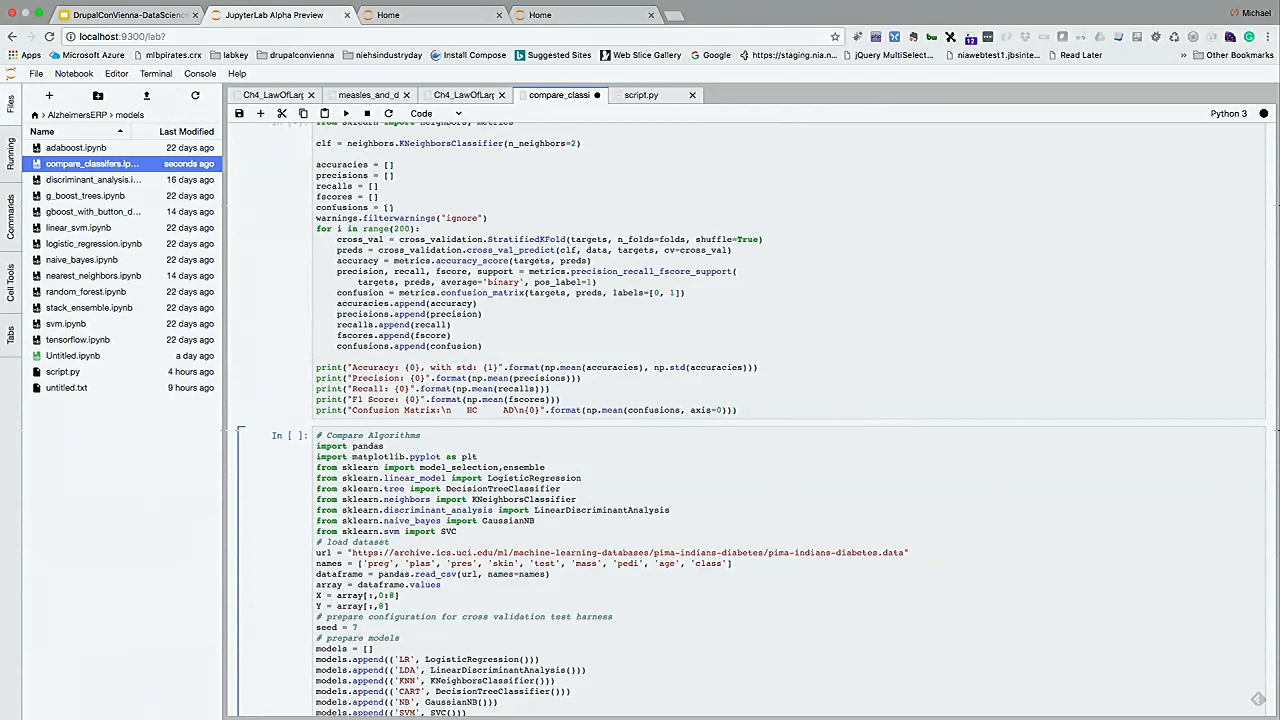 DrupalConVienna-DataScienc
JupyterLab Alpha Preview
Home
Home
Michael
localhost:9300/lab?
Apps
Microsoft Azure
mlbpirates.crx
labkey
drupalconvienna
niehsindustryday
Install Compose
Suggested Sites
Web Slice Gallery
Google
https://staging.nia.n...
jQuery MultiSelect...
niawebtest1.jbsinte...
Read Later
Other Bookmarks
File Notebook Editor Terminal Console Help
Files
Running
Commands
Cell Tools
Tabs
Ch4_LawOfLarg
measles_and_d
Ch4_LawOfLarg
compare_classi
script.py
Code
Python 3
AlzheimersERP > models
Name Last Modified
adaboost.ipynb 22 days ago
compare_classifers.ip... seconds ago
discriminant_analysis.i... 16 days ago
g_boost_trees.ipynb 22 days ago
gboost_with_button_d... 14 days ago
linear_svm.ipynb 22 days ago
logistic_regression.ipynb 22 days ago
naive_bayes.ipynb 22 days ago
nearest_neighbors.ipynb 14 days ago
random_forest.ipynb 22 days ago
stack_ensemble.ipynb 22 days ago
svm.ipynb 22 days ago
tensorflow.ipynb 22 days ago
Untitled.ipynb a day ago
script.py 4 hours ago
untitled.txt 9 hours ago
from sklearn import neighbors, metrics
clf = neighbors.KNeighborsClassifier(n_neighbors=2)
accuracies = []
precisions = []
recalls = []
fscores = []
confusions = []
warnings.filterwarnings("ignore")
for i in range(200):
cross_val = cross_validation.StratifiedKFold(targets, n_folds=folds, shuffle=True)
preds = cross_validation.cross_val_predict(clf, data, targets, cv=cross_val)
accuracy = metrics.accuracy_score(targets, preds)
precision, recall, fscore, support = metrics.precision_recall_fscore_support(
targets, preds, average='binary', pos_label=1)
confusion = metrics.confusion_matrix(targets, preds, labels=[0, 1])
accuracies.append(accuracy)
precisions.append(precision)
recalls.append(recall)
fscores.append(fscore)
confusions.append(confusion)
print("Accuracy: {0}, with std: {1}".format(np.mean(accuracies), np.std(accuracies)))
print("Precision: {0}".format(np.mean(precisions)))
print("Recall: {0}".format(np.mean(recalls)))
print("F1 Score: {0}".format(np.mean(fscores)))
print("Confusion Matrix:\n HC AD\n{0}".format(np.mean(confusions, axis=0)))
In [ ]:
# Compare Algorithms
import pandas
import matplotlib.pyplot as plt
from sklearn import model_selection,ensemble
from sklearn.linear_model import LogisticRegression
from sklearn.tree import DecisionTreeClassifier
from sklearn.neighbors import KNeighborsClassifier
from sklearn.discriminant_analysis import LinearDiscriminantAnalysis
from sklearn.naive_bayes import GaussianNB
from sklearn.svm import SVC
# load dataset
url = "https://archive.ics.uci.edu/ml/machine-learning-databases/pima-indians-diabetes/pima-indians-diabetes.data"
names = ['preg', 'plas', 'pres', 'skin', 'test', 'mass', 'pedi', 'age', 'class']
dataframe = pandas.read_csv(url, names=names)
array = dataframe.values
X = array[:,0:8]
Y = array[:,8]
# prepare configuration for cross validation test harness
seed = 7
# prepare models
models = []
models.append(('LR', LogisticRegression()))
models.append(('LDA', LinearDiscriminantAnalysis()))
models.append(('KNN', KNeighborsClassifier()))
models.append(('CART', DecisionTreeClassifier()))
models.append(('NB', GaussianNB()))
models.append(('SVM', SVC()))